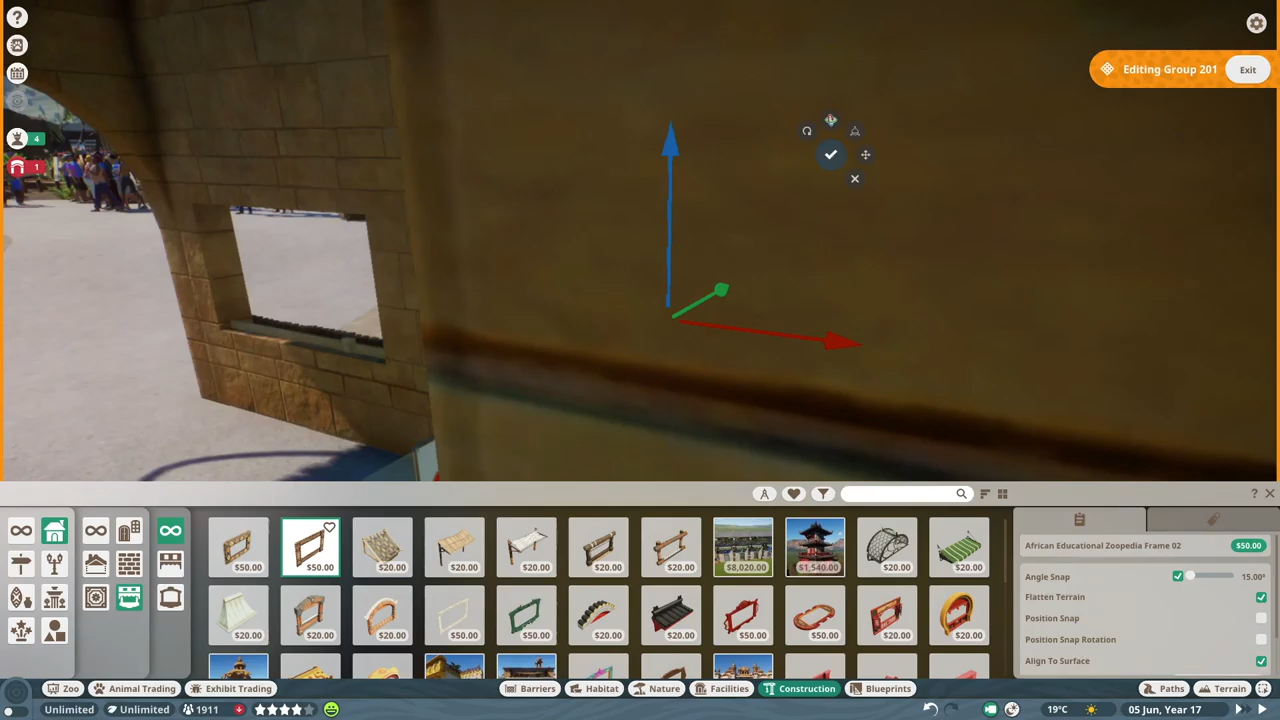 ?
4
1
Editing Group 201
Exit
?
$50.00
$50.00
$20.00
$20.00
$20.00
$20.00
$20.00
$8,020.00
$1,540.00
$20.00
$20.00
$20.00
$20.00
$20.00
$50.00
$50.00
$20.00
$20.00
$50.00
$50.00
$20.00
$20.00
African Educational Zoopedia Frame 02
$50.00
Angle Snap
15.00°
Flatten Terrain
Position Snap
Position Snap Rotation
Align To Surface
Zoo
Animal Trading
Exhibit Trading
Barriers
Habitat
Nature
Facilities
Construction
Blueprints
Paths
Terrain
Unlimited
Unlimited
1911
19°C
05 Jun, Year 17